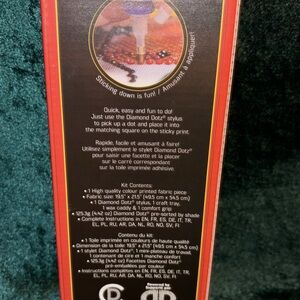 Sticking down is fun! / Amusant à appliquer!
Quick, easy and fun to do!
Just use the Diamond Dotz® stylus
to pick up a dot and place it into
the matching square on the sticky print.
Rapide, facile et amusant à faire!
Utilisez simplement le stylet Diamond Dotz®
pour saisir une facette et la placer
sur le carré correspondant
sur la toile imprimée adhésive.
Kit Contents:
• 1 High quality colour printed fabric piece
• Fabric size: 19.5" x 21.5" (49.5 cm x 54.5 cm)
• 1 Diamond Dotz® stylus, 1 craft tray,
1 wax caddy & 1 comfort grip
• 125.3g (4.42 oz) Diamond Dotz® pre-sorted by shade
• Complete Instructions in EN, FR, ES, DE, IT, TR,
EL, PL, RU, AR, DA, NL, RO, NO, SV, FI
Contenu du kit:
• 1 Toile imprimée en couleurs de haute qualité
• Dimension de la toile 19.5" x 21.5" (49.5 cm x 54.5 cm)
• 1 stylet Diamond Dotz®, 1 mini-plateau de travail,
1 contenant de cire et 1 manche confort
• 125.3g (4.42 oz) Facettes Diamond Dotz®
pré-emballées par couleur
• Instructions complètes en EN, FR, ES, DE, IT, TR,
EL, PL, RU, AR, DA, NL, RO, NO, SV, FI